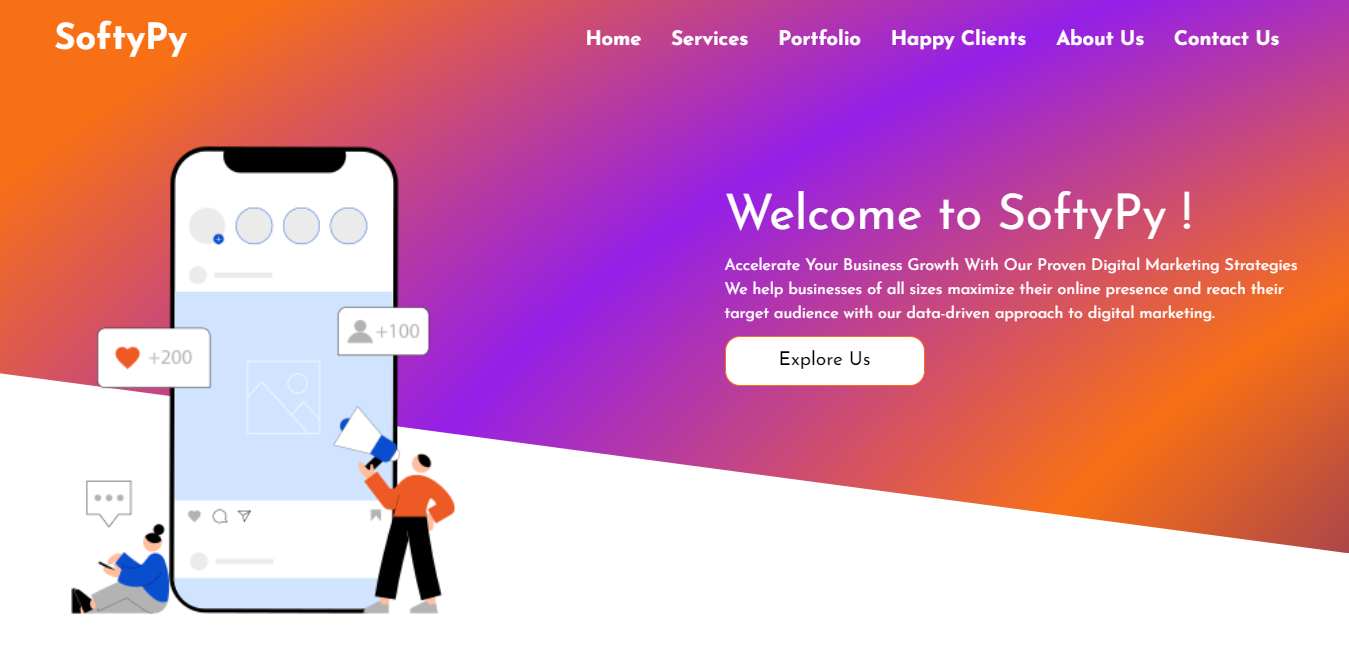 SoftyPy
Home Services Portfolio Happy Clients About Us Contact Us
Welcome to SoftyPy !
Accelerate Your Business Growth With Our Proven Digital Marketing Strategies
We help businesses of all sizes maximize their online presence and reach their
target audience with our data-driven approach to digital marketing.
Explore Us
+100
+200